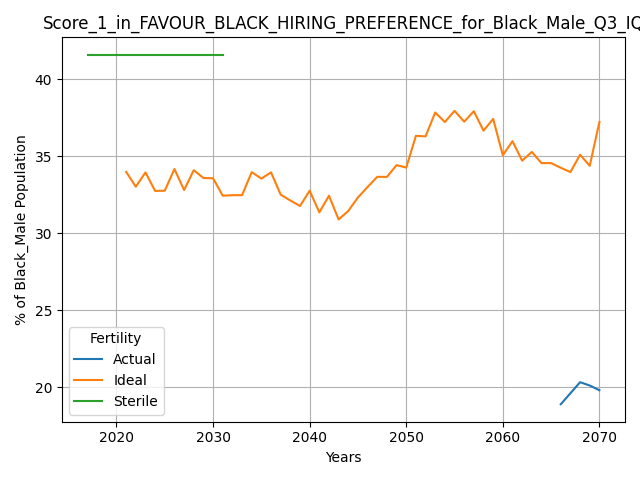 Score_1_in_FAVOUR_BLACK_HIRING_PREFERENCE_for_Black_Male_Q3_IQ
% of Black_Male Population
40
35
30
25
20
Fertility
Actual
Ideal
Sterile
2020 2030 2040 2050 2060 2070
Years